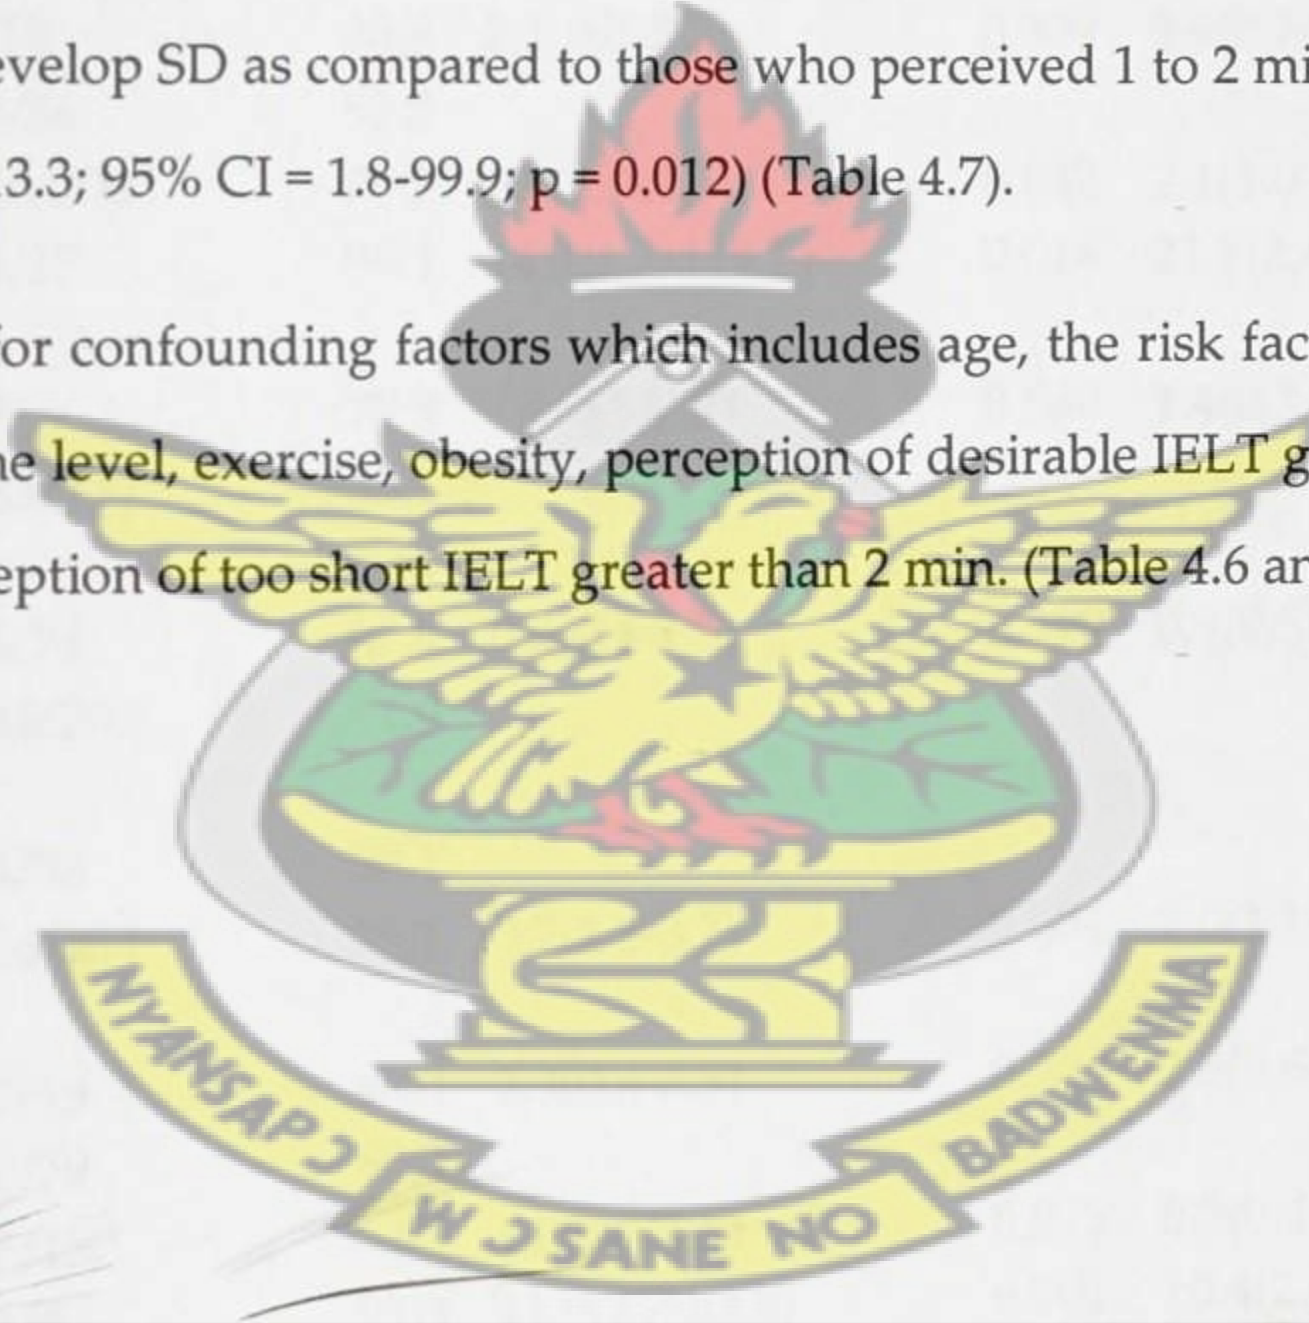 evelop SD as compared to those who perceived 1 to 2 mi
3.3; 95% CI = 1.8-99.9; p = 0.012) (Table 4.7).
or confounding factors which includes age, the risk fac
e level, exercise, obesity, perception of desirable IELT g
eption of too short IELT greater than 2 min. (Table 4.6 an
NYANSAPƆ
WƆSANE NO
BADWENMA